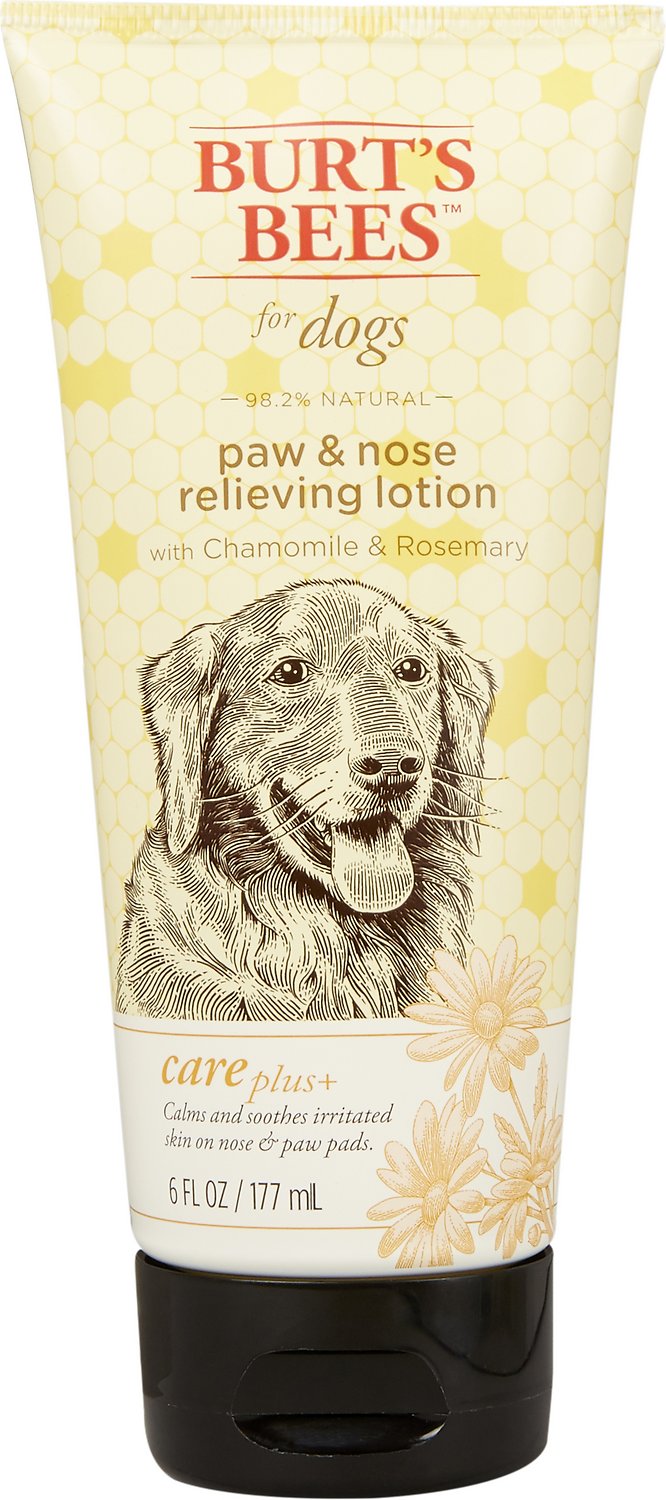 BURT'S
BEES™
for dogs
— 98.2% NATURAL —
paw & nose
relieving lotion
with Chamomile & Rosemary
care plus+
Calms and soothes irritated
skin on nose & paw pads.
6 FL OZ / 177 mL